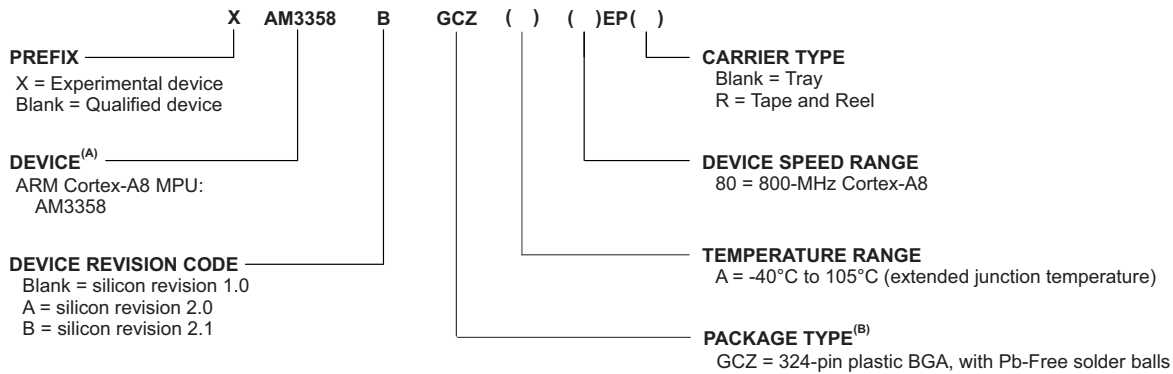 X AM3358 B GCZ ( ) ( )EP( )
PREFIX
X = Experimental device
Blank = Qualified device
DEVICE(A)
ARM Cortex-A8 MPU:
AM3358
DEVICE REVISION CODE
Blank = silicon revision 1.0
A = silicon revision 2.0
B = silicon revision 2.1
CARRIER TYPE
Blank = Tray
R = Tape and Reel
DEVICE SPEED RANGE
80 = 800-MHz Cortex-A8
TEMPERATURE RANGE
A = -40°C to 105°C (extended junction temperature)
PACKAGE TYPE(B)
GCZ = 324-pin plastic BGA, with Pb-Free solder balls